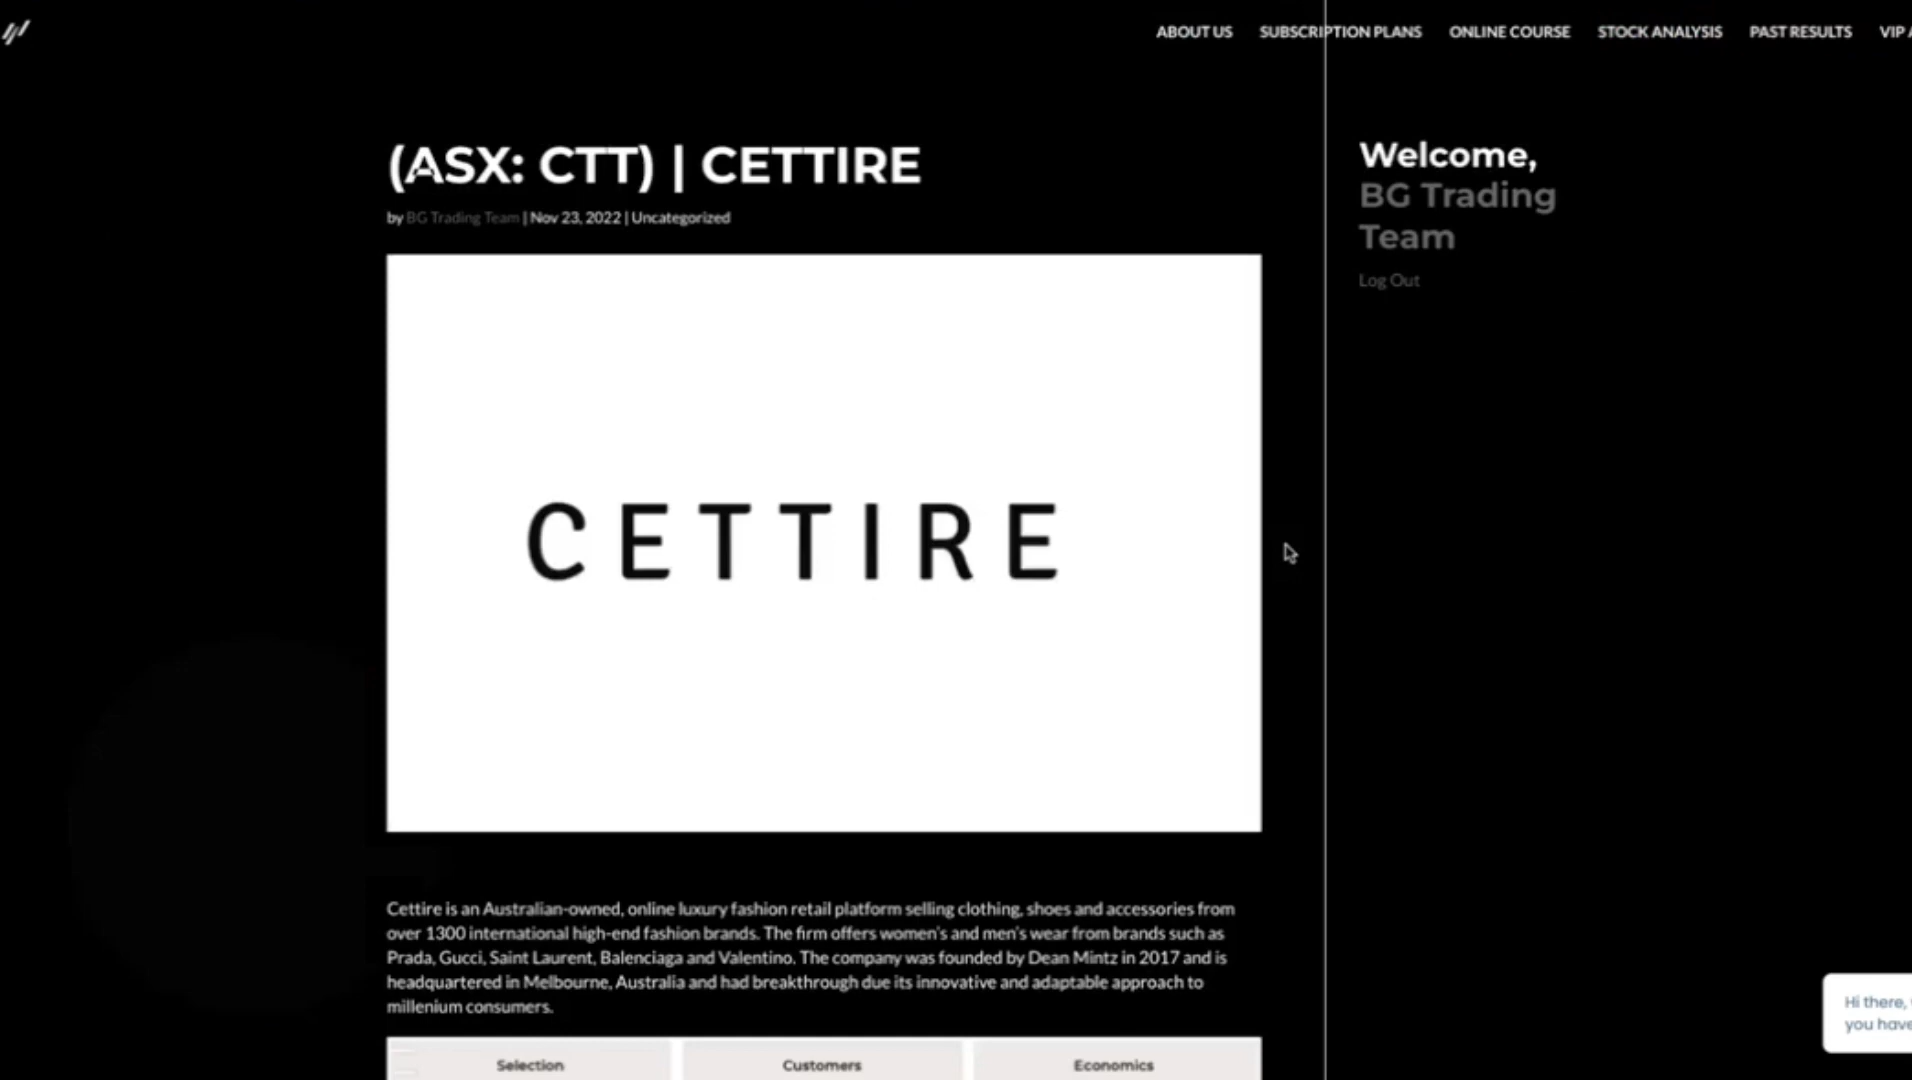 ABOUT US SUBSCRIPTION PLANS ONLINE COURSE STOCK ANALYSIS PAST RESULTS VIP
(ASX: CTT) | CETTIRE
by BG Trading Team | Nov 23, 2022 | Uncategorized
Welcome,
BG Trading
Team
Log Out
CETTIRE
Cettire is an Australian-owned, online luxury fashion retail platform selling clothing, shoes and accessories from
over 1300 international high-end fashion brands. The firm offers women's and men's wear from brands such as
Prada, Gucci, Saint Laurent, Balenciaga and Valentino. The company was founded by Dean Mintz in 2017 and is
headquartered in Melbourne, Australia and had breakthrough due its innovative and adaptable approach to
millenium consumers.
Selection Customers Economics
Hi there,
you have